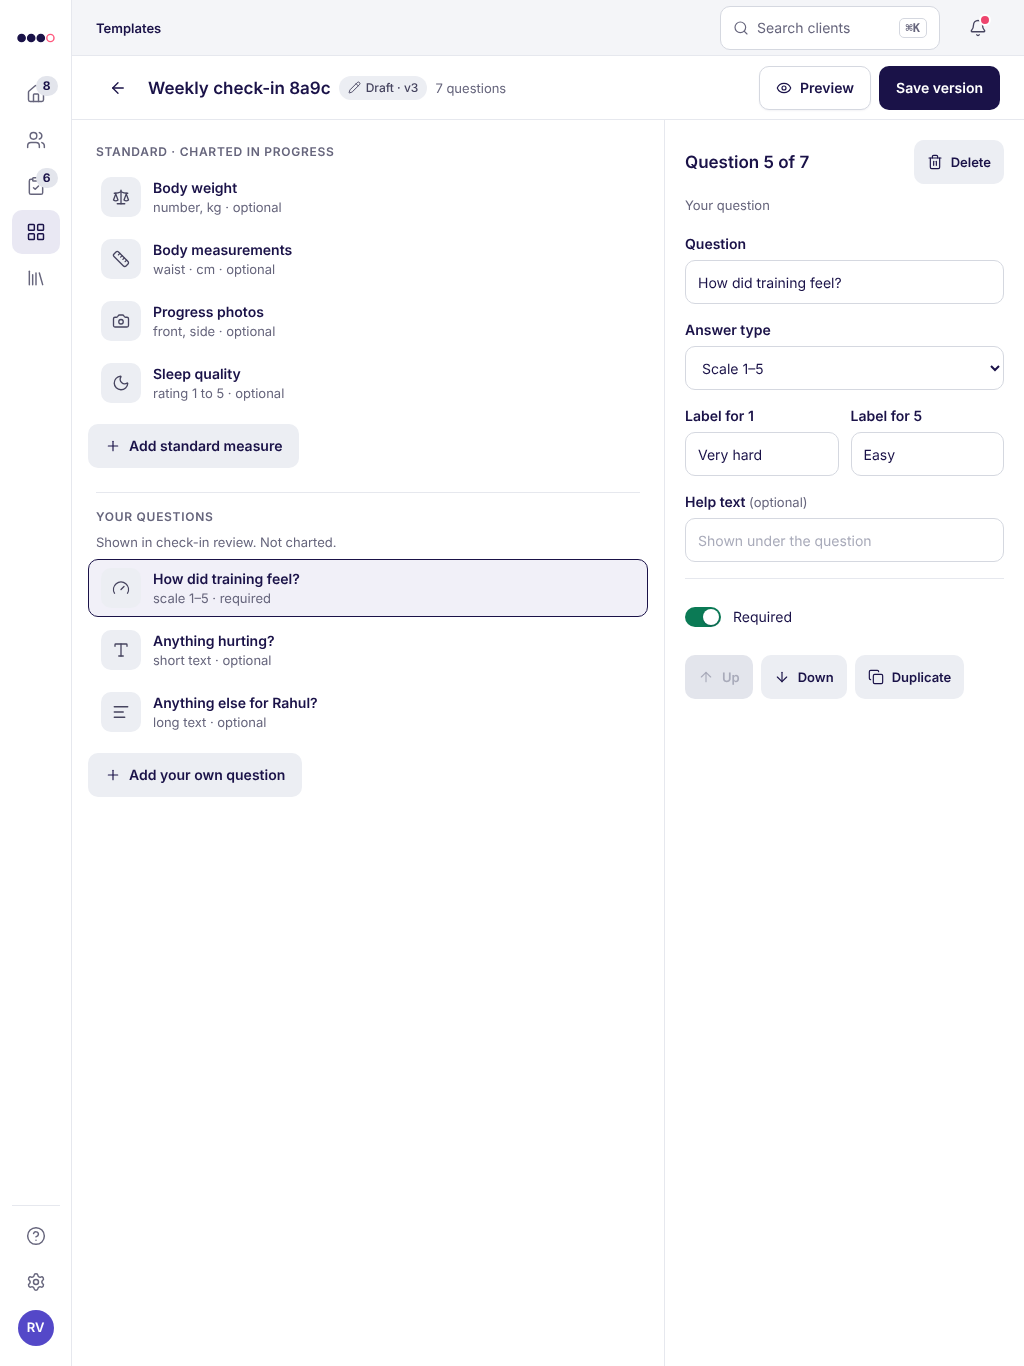 Templates
Search clients
⌘K
8
6
Weekly check-in 8a9c
Draft · v3
7 questions
Preview
Save version
STANDARD · CHARTED IN PROGRESS
Body weight
number, kg · optional
Body measurements
waist · cm · optional
Progress photos
front, side · optional
Sleep quality
rating 1 to 5 · optional
Add standard measure
YOUR QUESTIONS
Shown in check-in review. Not charted.
How did training feel?
scale 1–5 · required
Anything hurting?
short text · optional
Anything else for Rahul?
long text · optional
Add your own question
Question 5 of 7
Delete
Your question
Question
How did training feel?
Answer type
Scale 1–5
Label for 1
Label for 5
Very hard
Easy
Help text (optional)
Shown under the question
Required
Up
Down
Duplicate
RV